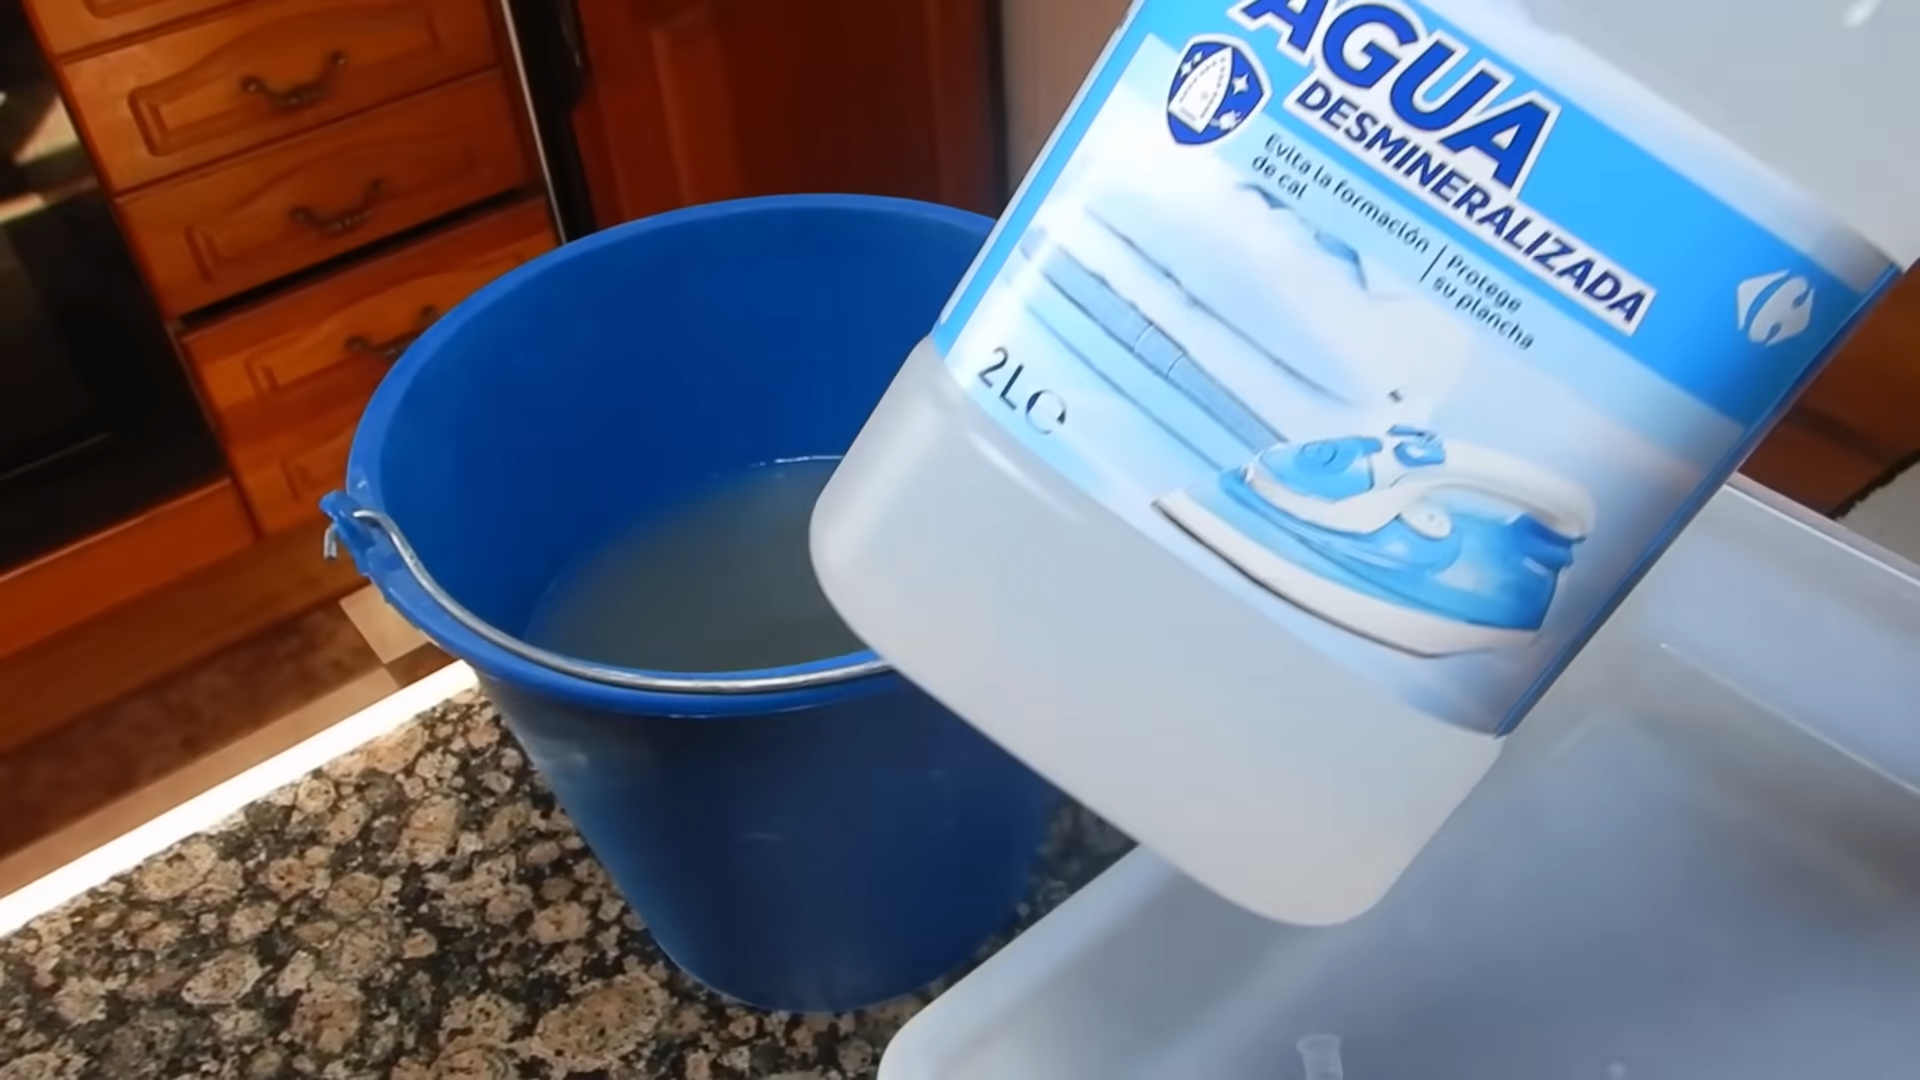 AGUA
DESMINERALIZADA
Evita la formación
de cal
Protege
su plancha
2L℮